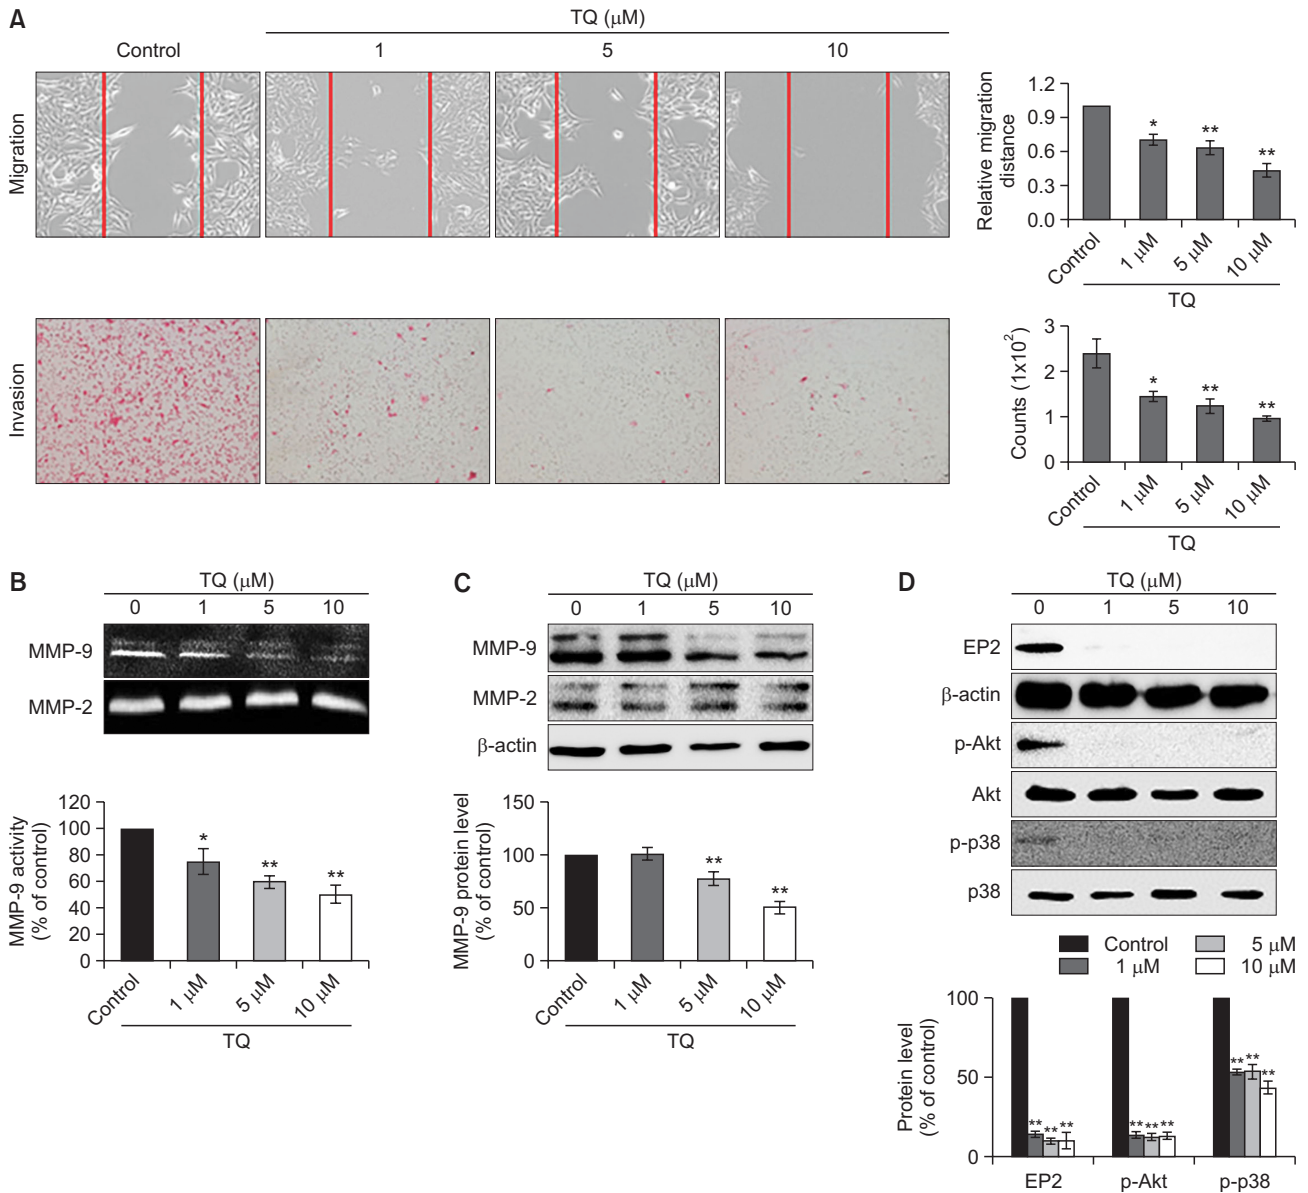 A
TQ (μM)
Control
1
5
10
Migration
Relative migration
distance
1.2
0.9
0.6
0.3
0.0
*
**
**
Control
1 μM
5 μM
10 μM
TQ
Invasion
Counts (1x10²)
3
2
1
0
*
**
**
Control
1 μM
5 μM
10 μM
TQ
B
TQ (μM)
0 1 5 10
MMP-9
MMP-2
MMP-9 activity
(% of control)
120
100
80
60
40
20
0
*
**
**
Control
1 μM
5 μM
10 μM
TQ
C
TQ (μM)
0 1 5 10
MMP-9
MMP-2
β-actin
MMP-9 protein level
(% of control)
150
100
50
0
**
**
Control
1 μM
5 μM
10 μM
TQ
D
TQ (μM)
0 1 5 10
EP2
β-actin
p-Akt
Akt
p-p38
p38
Control
1 μM
5 μM
10 μM
Protein level
(% of control)
100
50
0
** ** **
** ** **
** ** **
EP2 p-Akt p-p38